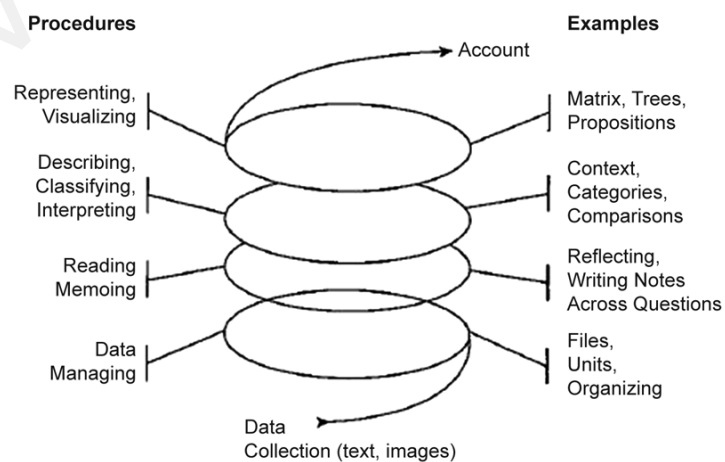 Procedures
Examples
Account
Representing,
Visualizing
Matrix, Trees,
Propositions
Describing,
Classifying,
Interpreting
Context,
Categories,
Comparisons
Reading
Memoing
Reflecting,
Writing Notes
Across Questions
Data
Managing
Files,
Units,
Organizing
Data
Collection (text, images)